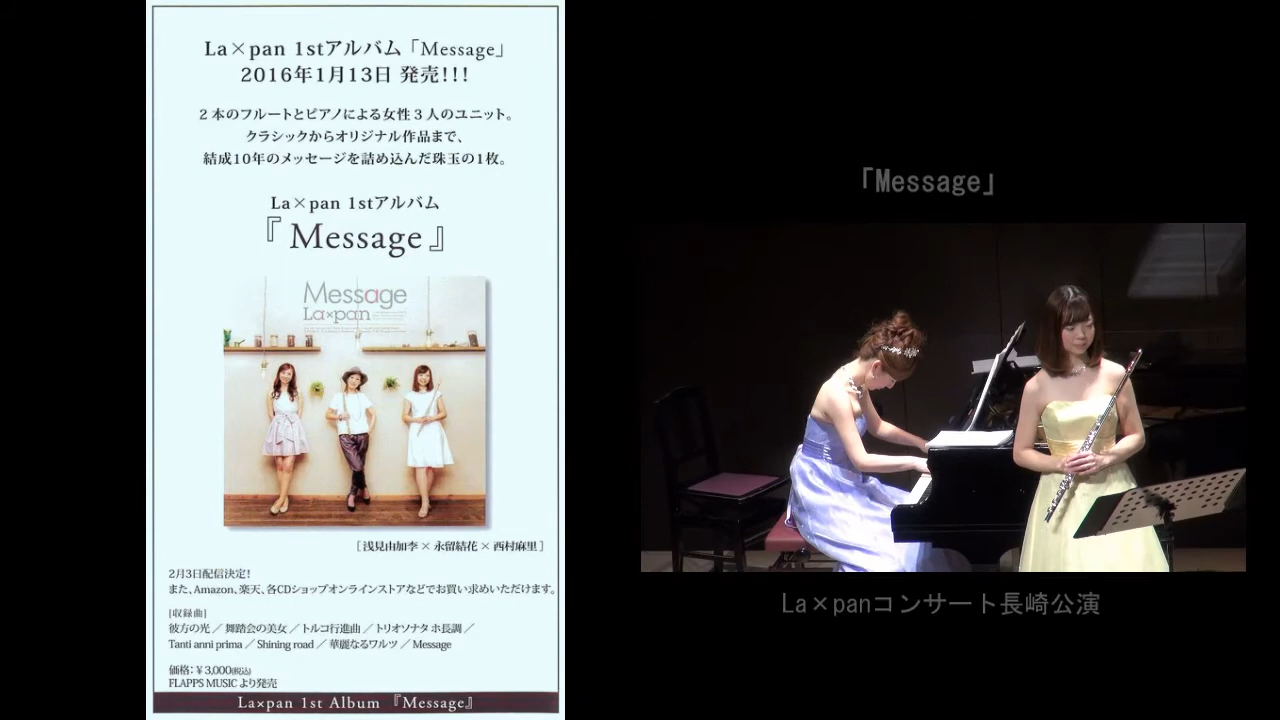 La×pan 1stアルバム「Message」
2016年1月13日 発売!!!
2本のフルートとピアノによる女性3人のユニット。
クラシックからオリジナル作品まで、
結成10年のメッセージを詰め込んだ珠玉の1枚。
La×pan 1stアルバム
『Message』
Message
La×pan
[浅見由加李 × 永留結花 × 西村麻里]
2月3日配信決定!
また、Amazon、楽天、各CDショップオンラインストアなどでお買い求めいただけます。
[収録曲]
彼方の光 ／ 舞踏会の美女 ／ トルコ行進曲 ／ トリオソナタ ホ長調 ／
Tanti anni prima ／ Shining road ／ 華麗なるワルツ ／ Message
価格:¥3,000(税込)
FLAPPS MUSIC より発売
La×pan 1st Album 『Message』
「Message」
La×panコンサート長崎公演